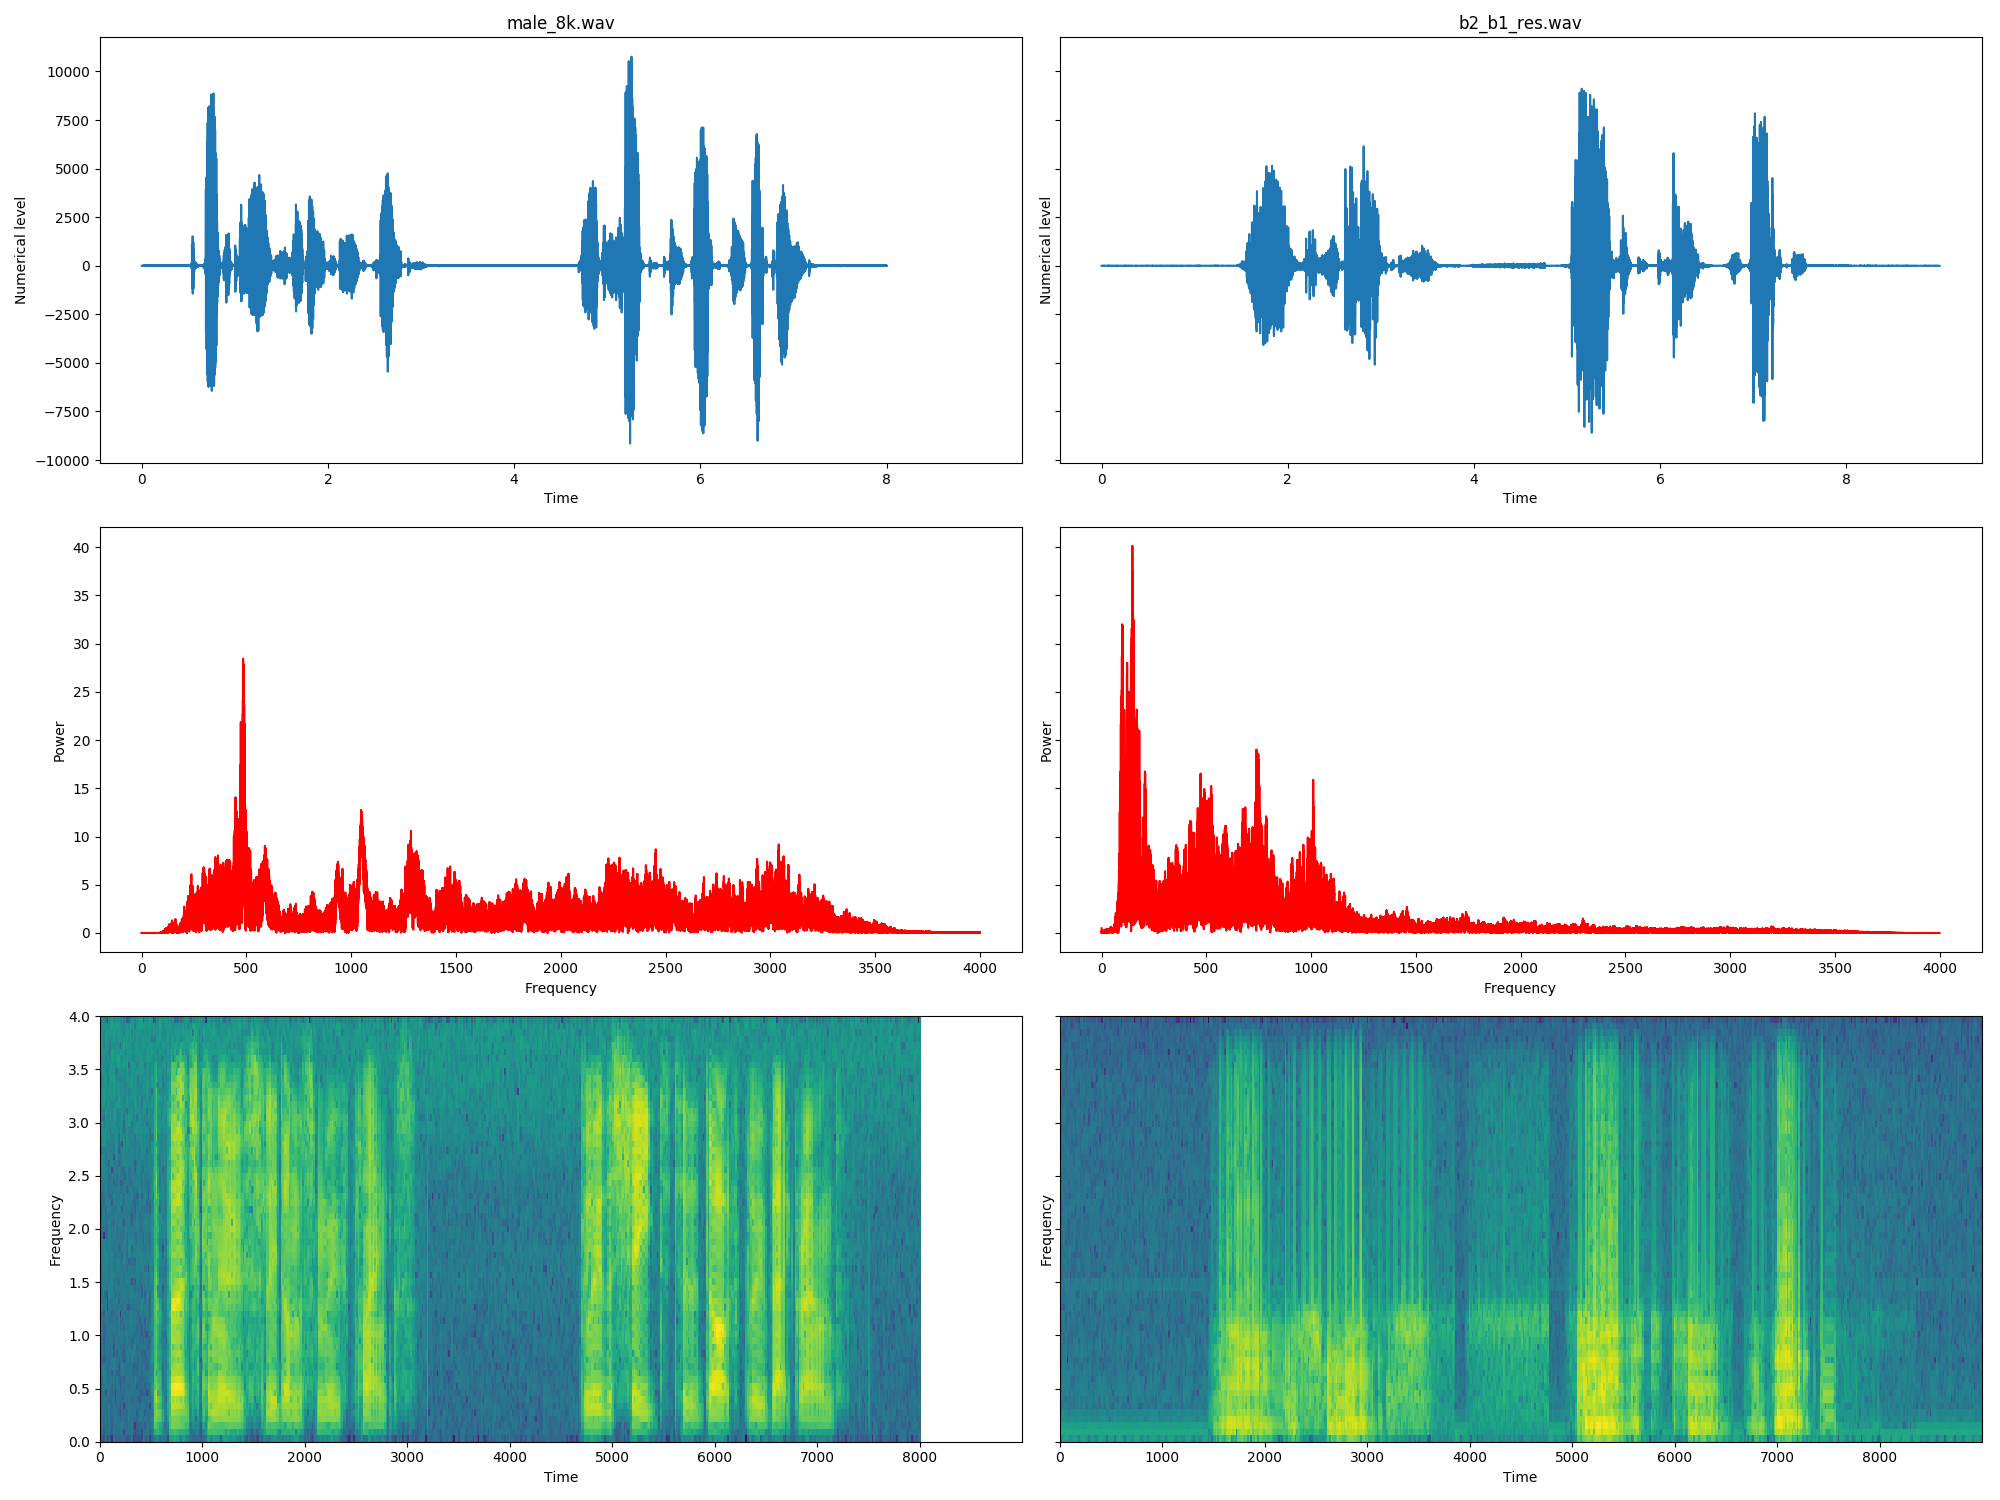 male_8k.wav
b2_b1_res.wav
10000
7500
5000
2500
0
−2500
−5000
−7500
−10000
Numerical level
Numerical level
0 2 4 6 8
0 2 4 6 8
Time
Time
40
35
30
25
20
15
10
5
0
Power
Power
0 500 1000 1500 2000 2500 3000 3500 4000
0 500 1000 1500 2000 2500 3000 3500 4000
Frequency
Frequency
4.0
3.5
3.0
2.5
2.0
1.5
1.0
0.5
0.0
Frequency
Frequency
0 1000 2000 3000 4000 5000 6000 7000 8000
0 1000 2000 3000 4000 5000 6000 7000 8000
Time
Time